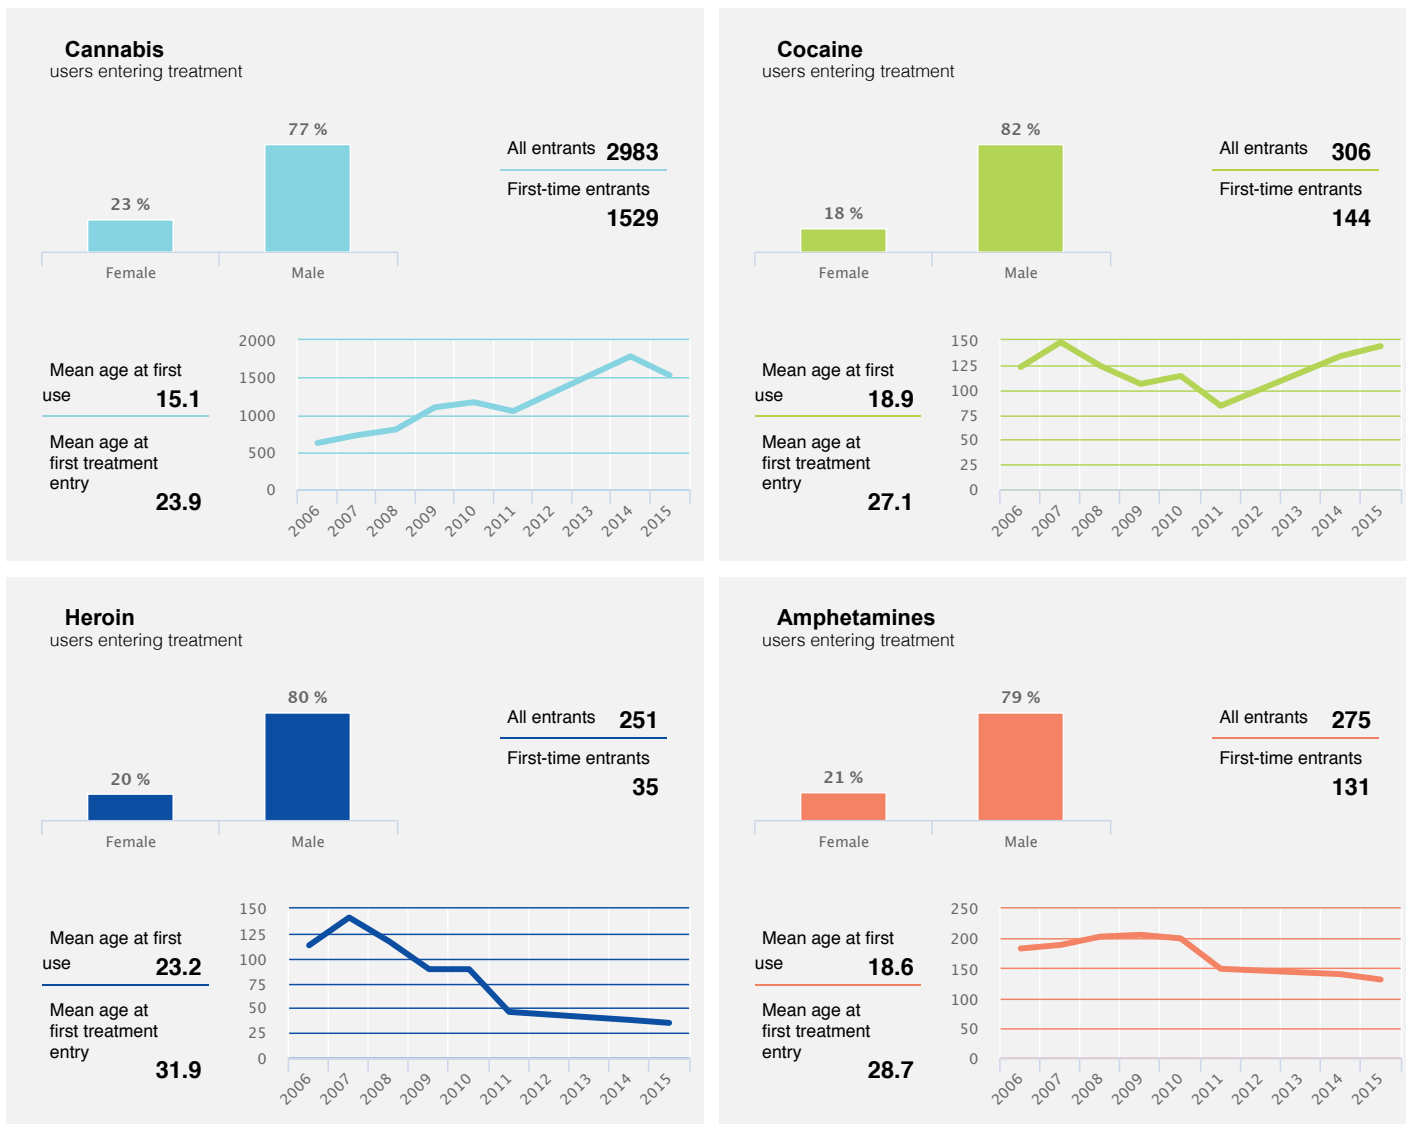 Cannabis
users entering treatment
77 %
23 %
Female
Male
All entrants 2983
First-time entrants
1529
Mean age at first
use 15.1
Mean age at
first treatment
entry
23.9
2000
1500
1000
500
0
2006 2007 2008 2009 2010 2011 2012 2013 2014 2015
Cocaine
users entering treatment
82 %
18 %
Female
Male
All entrants 306
First-time entrants
144
Mean age at first
use 18.9
Mean age at
first treatment
entry
27.1
150
125
100
75
50
25
0
2006 2007 2008 2009 2010 2011 2012 2013 2014 2015
Heroin
users entering treatment
80 %
20 %
Female
Male
All entrants 251
First-time entrants
35
Mean age at first
use 23.2
Mean age at
first treatment
entry
31.9
150
125
100
75
50
25
0
2006 2007 2008 2009 2010 2011 2012 2013 2014 2015
Amphetamines
users entering treatment
79 %
21 %
Female
Male
All entrants 275
First-time entrants
131
Mean age at first
use 18.6
Mean age at
first treatment
entry
28.7
250
200
150
100
50
0
2006 2007 2008 2009 2010 2011 2012 2013 2014 2015